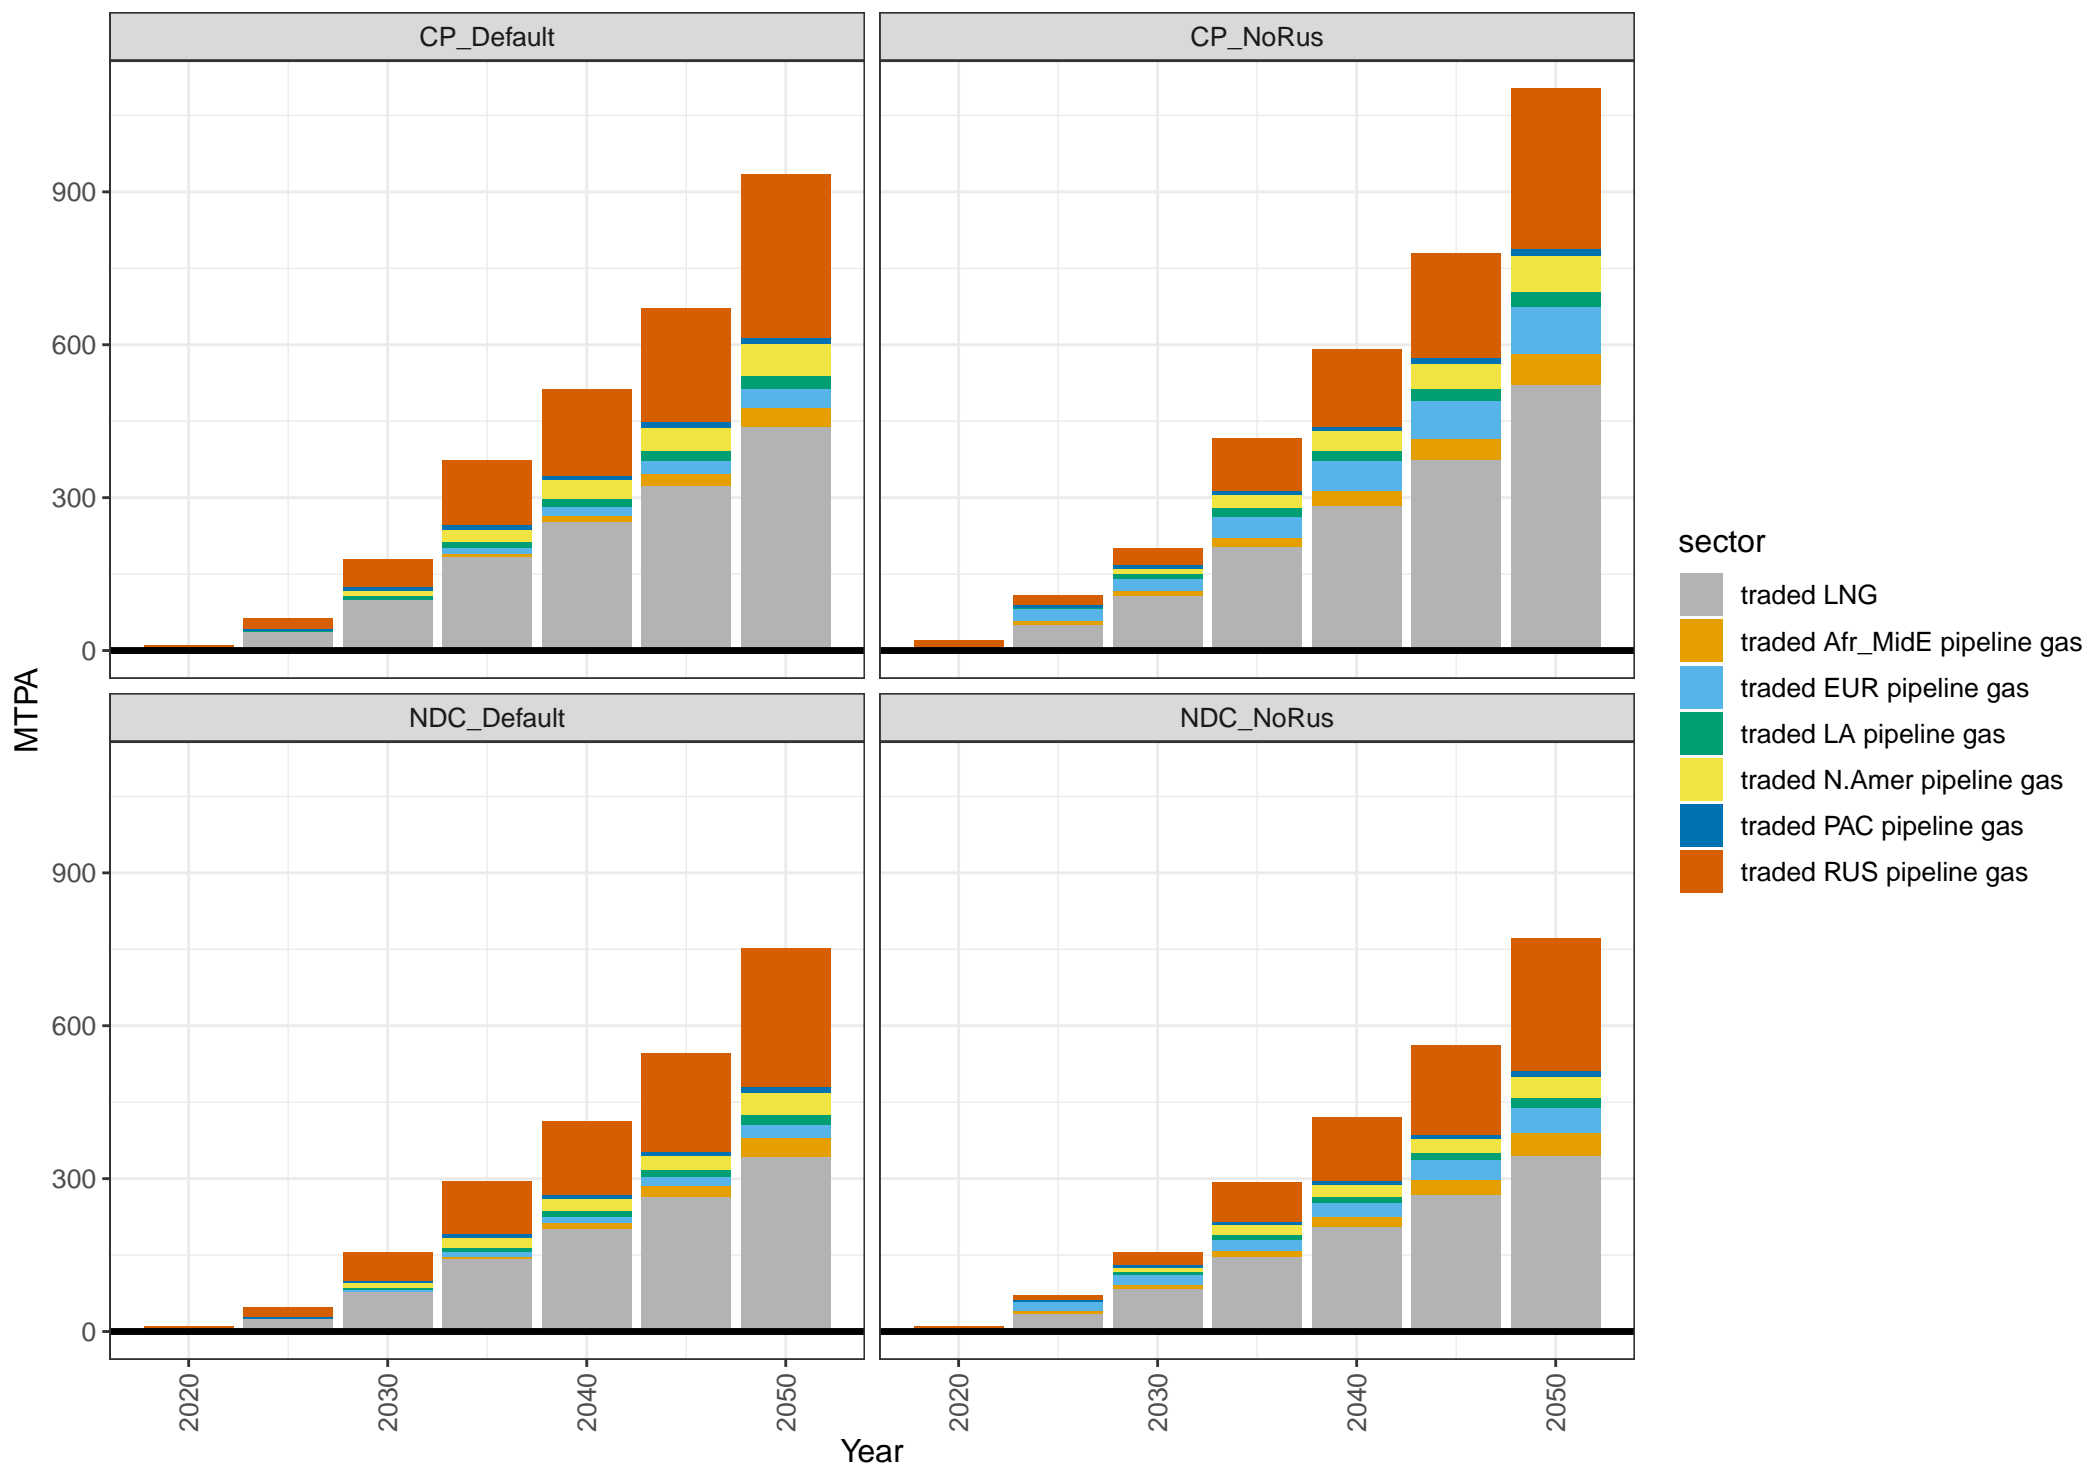 CP_Default
CP_NoRus
900
600
300
0
NDC_Default
NDC_NoRus
900
600
300
0
MTPA
2020
2030
2040
2050
2020
2030
2040
2050
Year
sector
traded LNG
traded Afr_MidE pipeline gas
traded EUR pipeline gas
traded LA pipeline gas
traded N.Amer pipeline gas
traded PAC pipeline gas
traded RUS pipeline gas